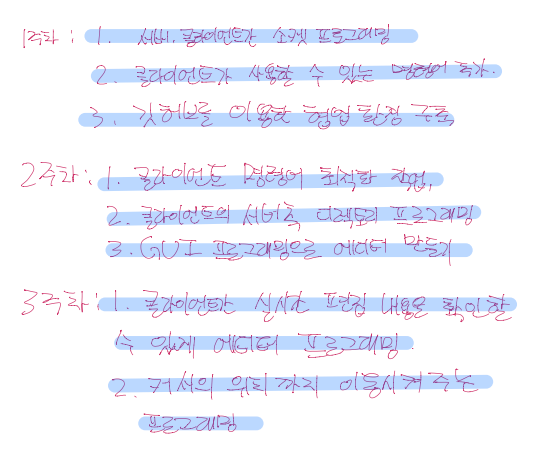 1주차 : 1. 서버, 클라이언트간 소켓 프로그래밍
2. 클라이언트가 사용할 수 있는 명령어 추가.
3. 깃허브를 이용한 협업 환경 구축
2주차 : 1. 클라이언트 명령어 최적화 작업,
2. 클라이언트의 서버측 디렉토리 프로그래밍
3. GUI 프로그래밍으로 에디터 만들기
3주차 : 1. 클라이언트간 실시간 편집 내용을 확인할
수 있게 에디터 프로그래밍.
2. 커서의 위치까지 이동시켜주는
프로그래밍